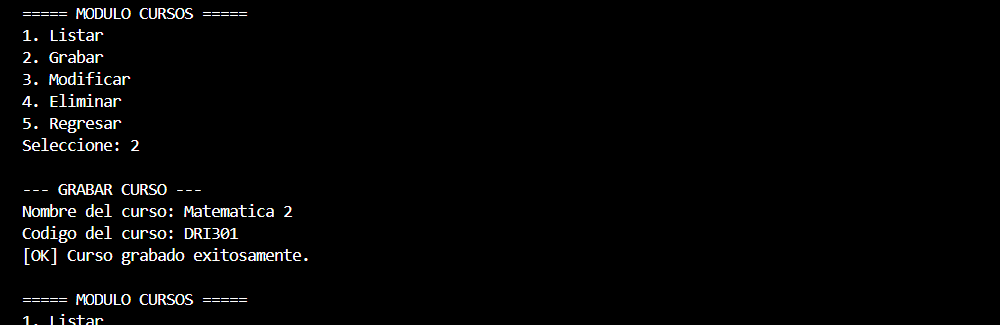 ===== MODULO CURSOS =====
1. Listar
2. Grabar
3. Modificar
4. Eliminar
5. Regresar
Seleccione: 2
--- GRABAR CURSO ---
Nombre del curso: Matematica 2
Codigo del curso: DRI301
[OK] Curso grabado exitosamente.
===== MODULO CURSOS =====
1. Listar